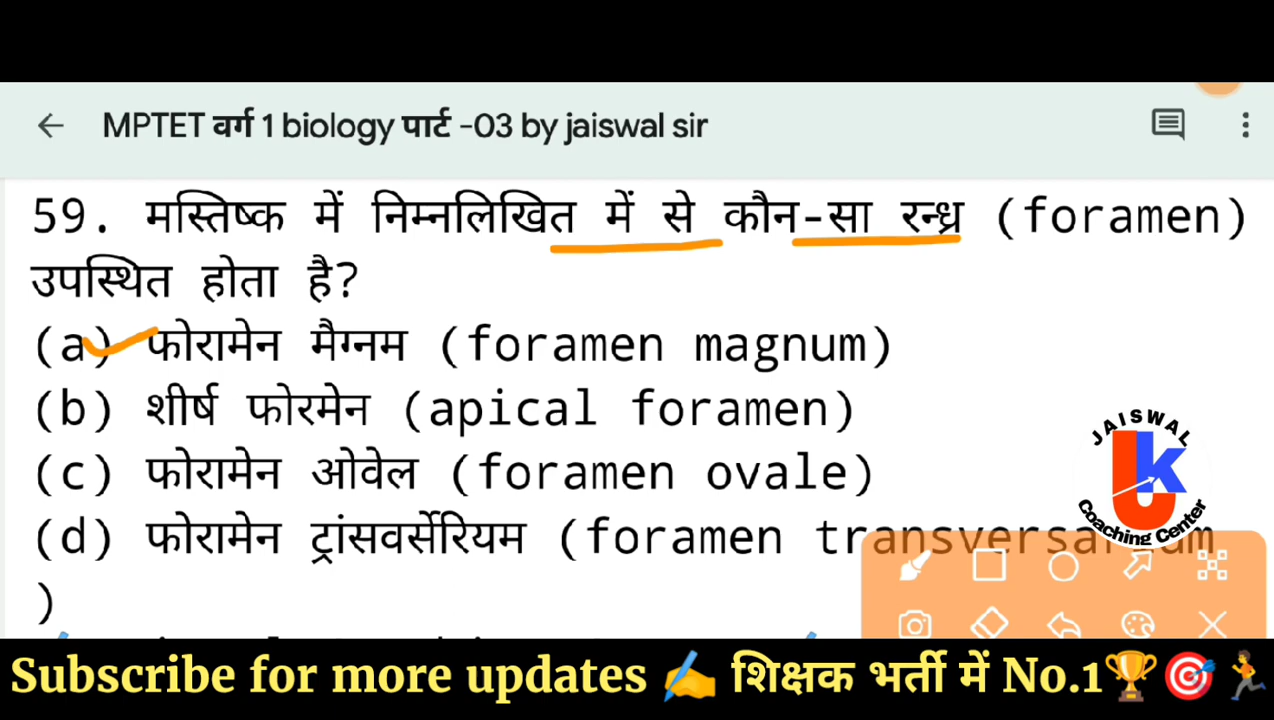 MPTET वर्ग 1 biology पार्ट -03 by jaiswal sir
59. मस्तिष्क में निम्नलिखित में से कौन-सा रन्ध्र (foramen)
उपस्थित होता है?
(a) फोरामेन मैग्नम (foramen magnum)
(b) शीर्ष फोरमेन (apical foramen)
(c) फोरामेन ओवेल (foramen ovale)
(d) फोरामेन ट्रांसवर्सेरियम (foramen transversarium
)
JAISWAL
JK
Coaching Center
Subscribe for more updates ✍️ शिक्षक भर्ती में No.1🏆🎯🏃